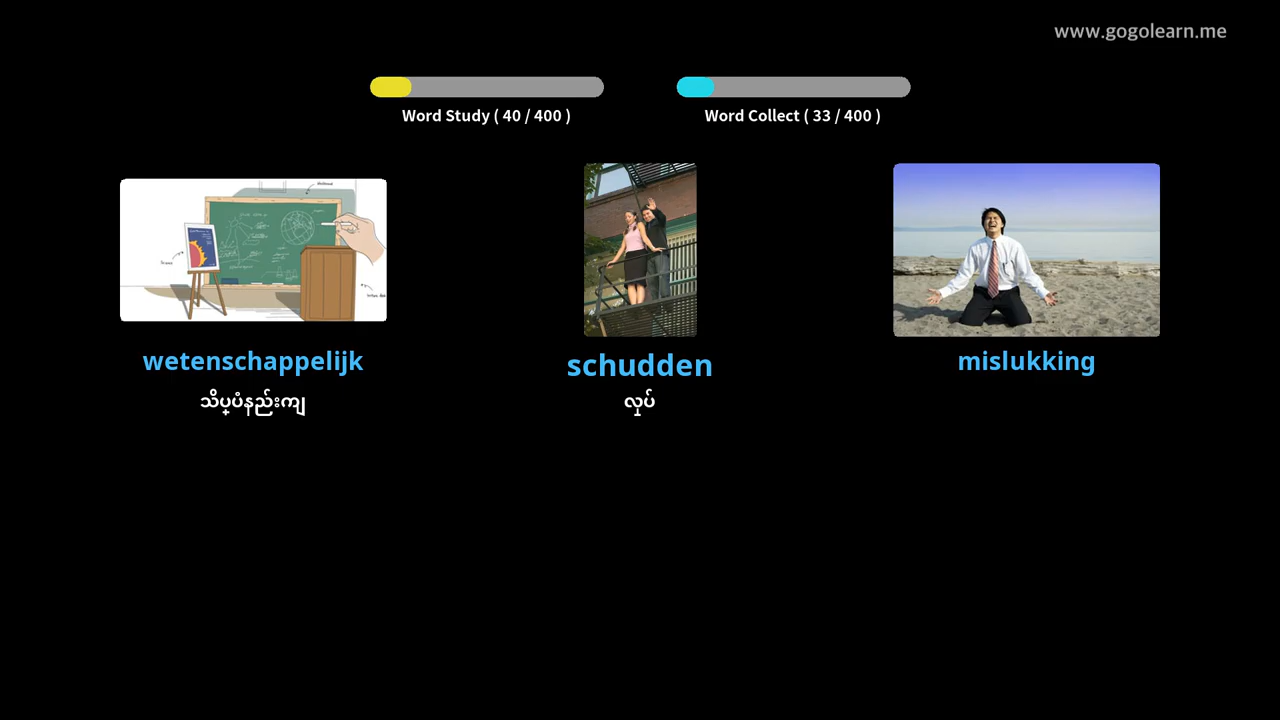 www.gogolearn.me
Word Study ( 40 / 400 )
Word Collect ( 33 / 400 )
wetenschappelijk
schudden
mislukking
သိပ္ပံနည်းကျ
လှုပ်